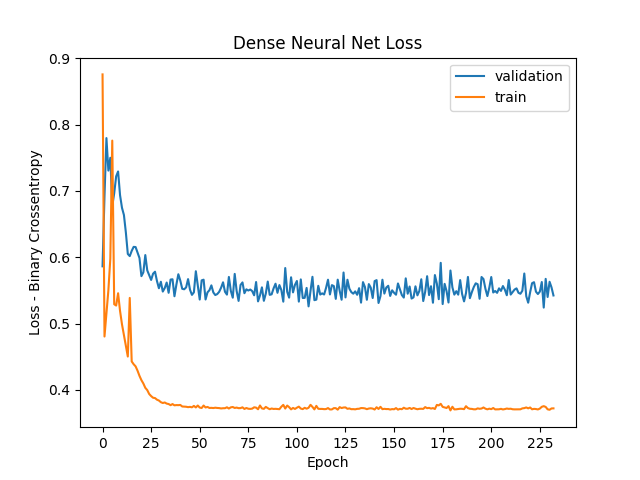 Dense Neural Net Loss
validation
train
Loss - Binary Crossentropy
0.9
0.8
0.7
0.6
0.5
0.4
0 25 50 75 100 125 150 175 200 225
Epoch